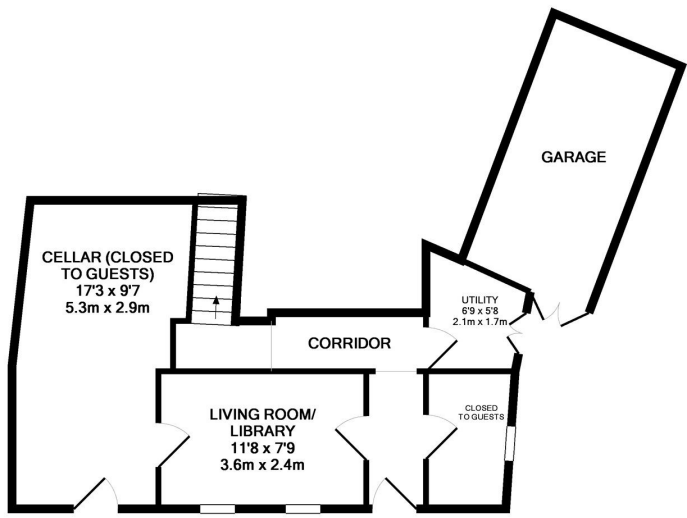 GARAGE
CELLAR (CLOSED
TO GUESTS)
17'3 x 9'7
5.3m x 2.9m
UTILITY
6'9 x 5'8
2.1m x 1.7m
CORRIDOR
LIVING ROOM/
LIBRARY
11'8 x 7'9
3.6m x 2.4m
CLOSED
TO GUESTS